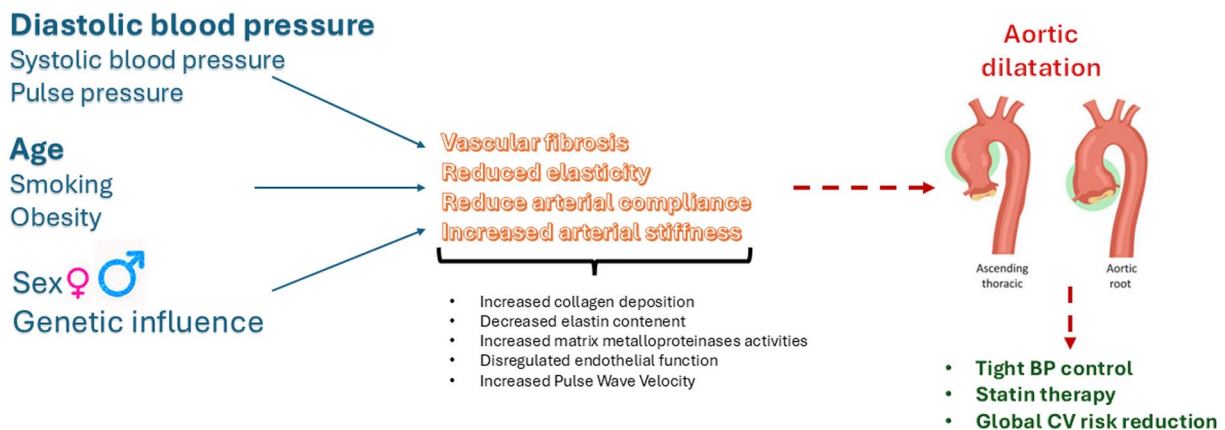 Diastolic blood pressure
Systolic blood pressure
Pulse pressure
Age
Smoking
Obesity
Sex♀♂
Genetic influence
Vascular fibrosis
Reduced elasticity
Reduce arterial compliance
Increased arterial stiffness
• Increased collagen deposition
• Decreased elastin contenent
• Increased matrix metalloproteinases activities
• Disregulated endothelial function
• Increased Pulse Wave Velocity
Aortic
dilatation
Ascending
thoracic
Aortic
root
• Tight BP control
• Statin therapy
• Global CV risk reduction